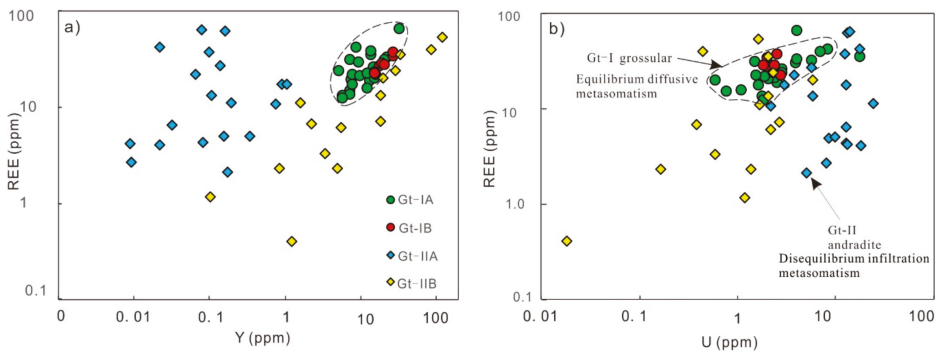 a)
100
10
1
0.1
REE (ppm)
0
0.01
0.1
1
10
100
Y (ppm)
Gt-IA
Gt-IB
Gt-IIA
Gt-IIB
b)
100
10
1.0
0.1
REE (ppm)
0.01
0.1
1
10
100
U (ppm)
Gt-I grossular
Equilibrium diffusive
metasomatism
Gt-II
andradite
Disequilibrium infiltration
metasomatism